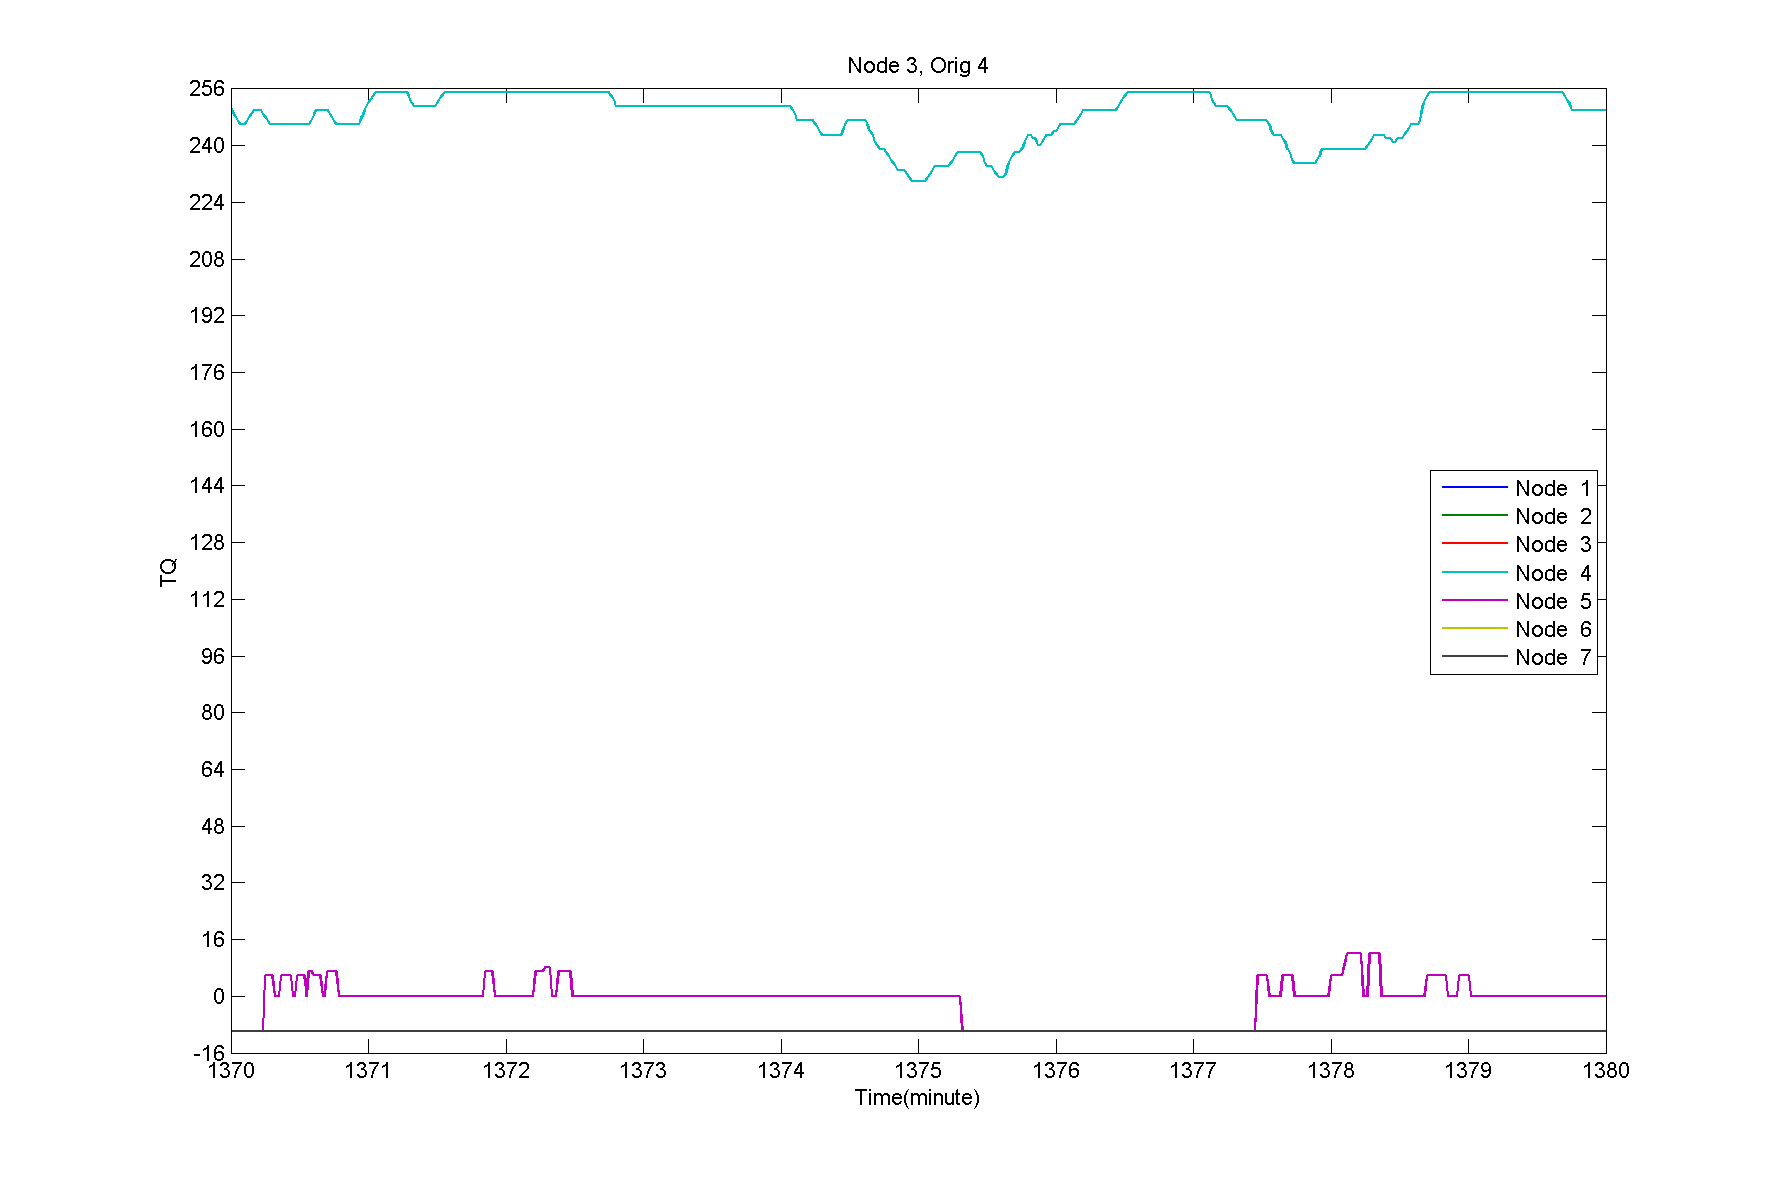 Node 3, Orig 4
256
240
224
208
192
176
160
144
128
112
96
80
64
48
32
16
0
-16
TQ
Node 1
Node 2
Node 3
Node 4
Node 5
Node 6
Node 7
1370 1371 1372 1373 1374 1375 1376 1377 1378 1379 1380
Time(minute)